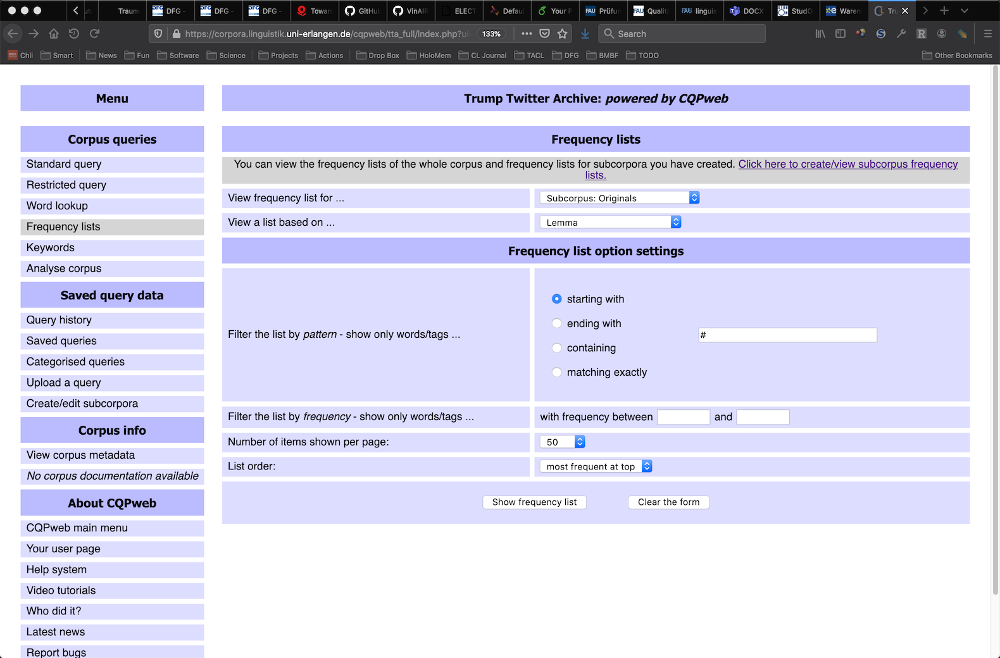 Traum
DFG -
DFG -
DFG -
Towar
GitHub
VinAIR
ELECT
Defau
Your P
Prüfun
Qualit
linguis
DOCX
StudO
Waren
Tru
https://corpora.linguistik.uni-erlangen.de/cqpweb/tta_full/index.php?ui
133%
Search
Chili
Smart
News
Fun
Software
Science
Projects
Actions
Drop Box
HoloMem
CL Journal
TACL
DFG
BMBF
TODO
Other Bookmarks
Menu
Corpus queries
Standard query
Restricted query
Word lookup
Frequency lists
Keywords
Analyse corpus
Saved query data
Query history
Saved queries
Categorised queries
Upload a query
Create/edit subcorpora
Corpus info
View corpus metadata
No corpus documentation available
About CQPweb
CQPweb main menu
Your user page
Help system
Video tutorials
Who did it?
Latest news
Report bugs
Trump Twitter Archive: powered by CQPweb
Frequency lists
You can view the frequency lists of the whole corpus and frequency lists for subcorpora you have created. Click here to create/view subcorpus frequency
lists.
View frequency list for ...
Subcorpus: Originals
View a list based on ...
Lemma
Frequency list option settings
Filter the list by pattern - show only words/tags ...
starting with
ending with
containing
matching exactly
#
Filter the list by frequency - show only words/tags ...
with frequency between and
Number of items shown per page:
50
List order:
most frequent at top
Show frequency list
Clear the form